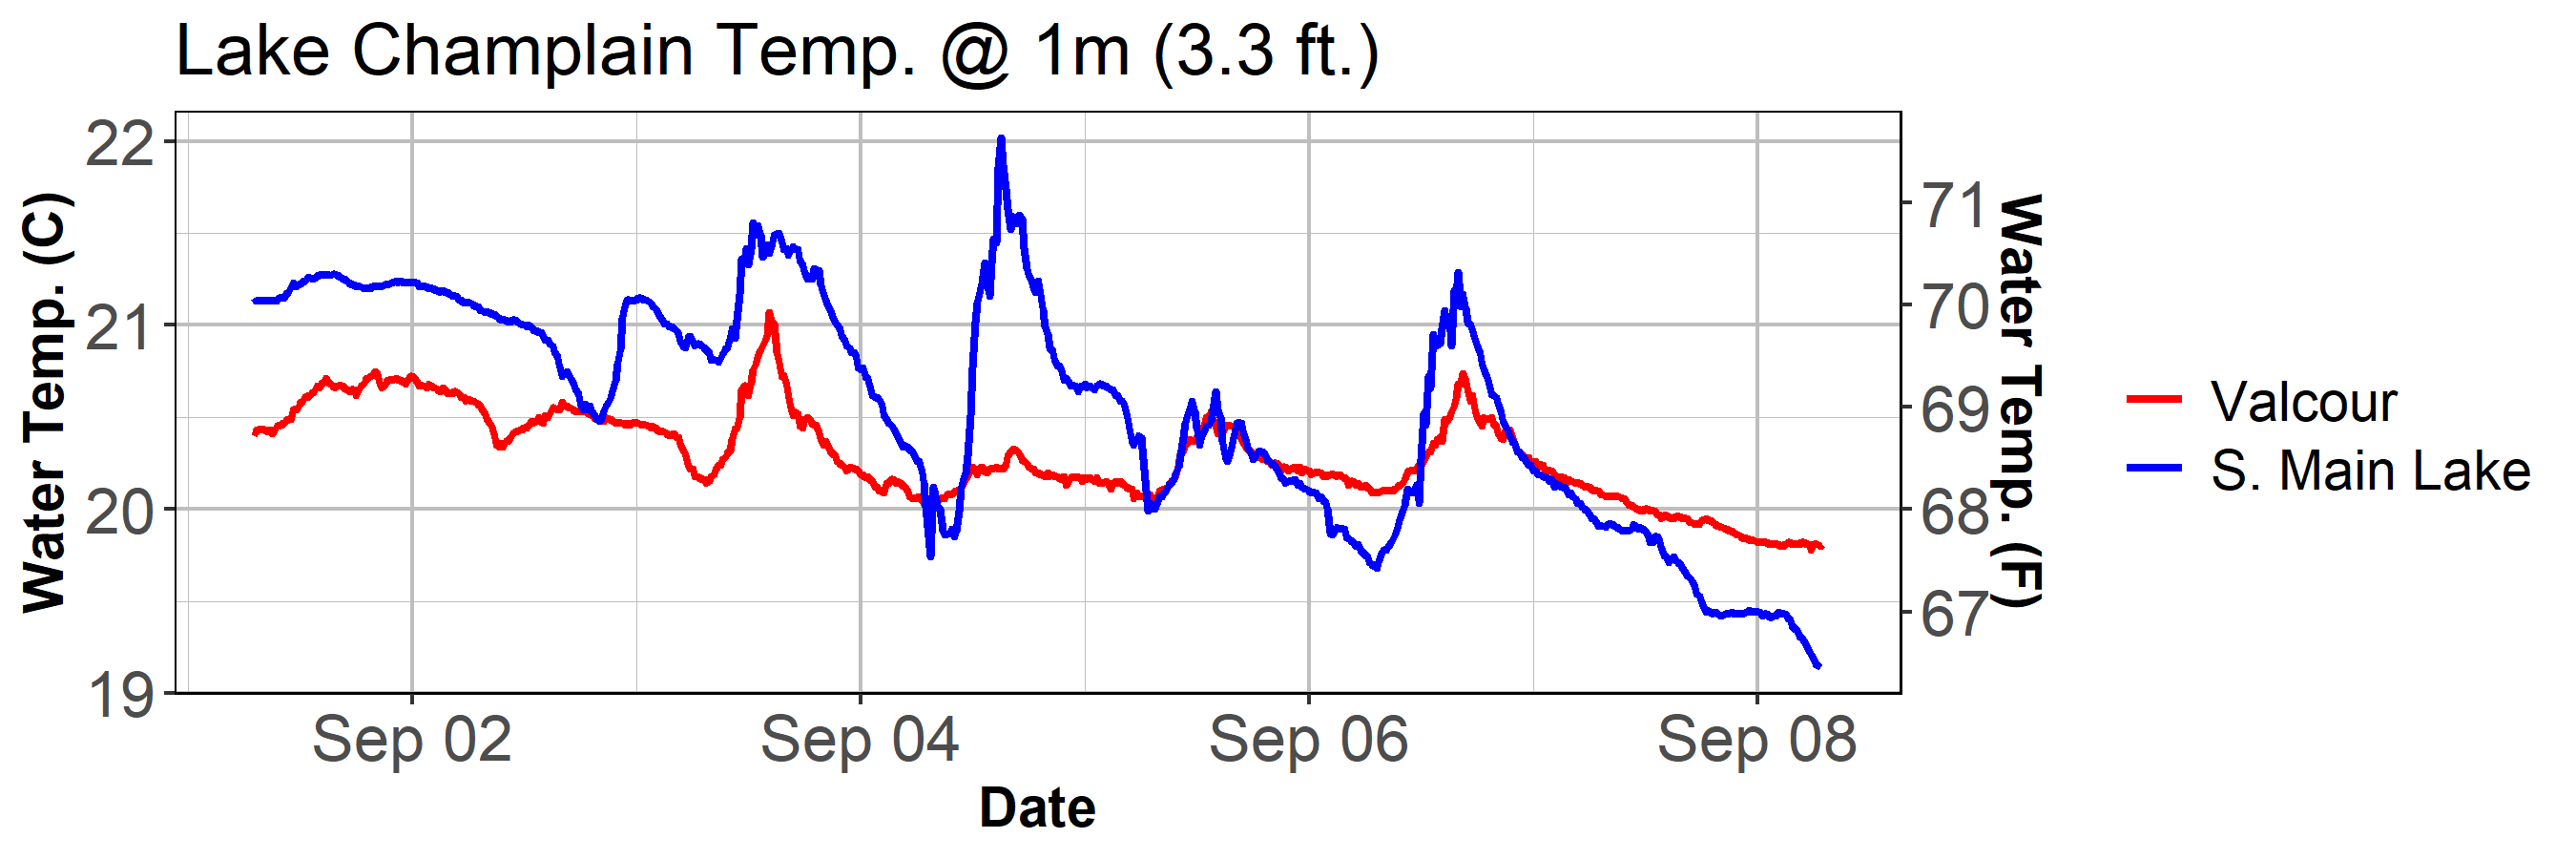 Lake Champlain Temp. @ 1m (3.3 ft.)
Water Temp. (C)
22
21
20
19
71
70
69
68
67
Water Temp. (F)
Sep 02
Sep 04
Sep 06
Sep 08
Date
Valcour
S. Main Lake